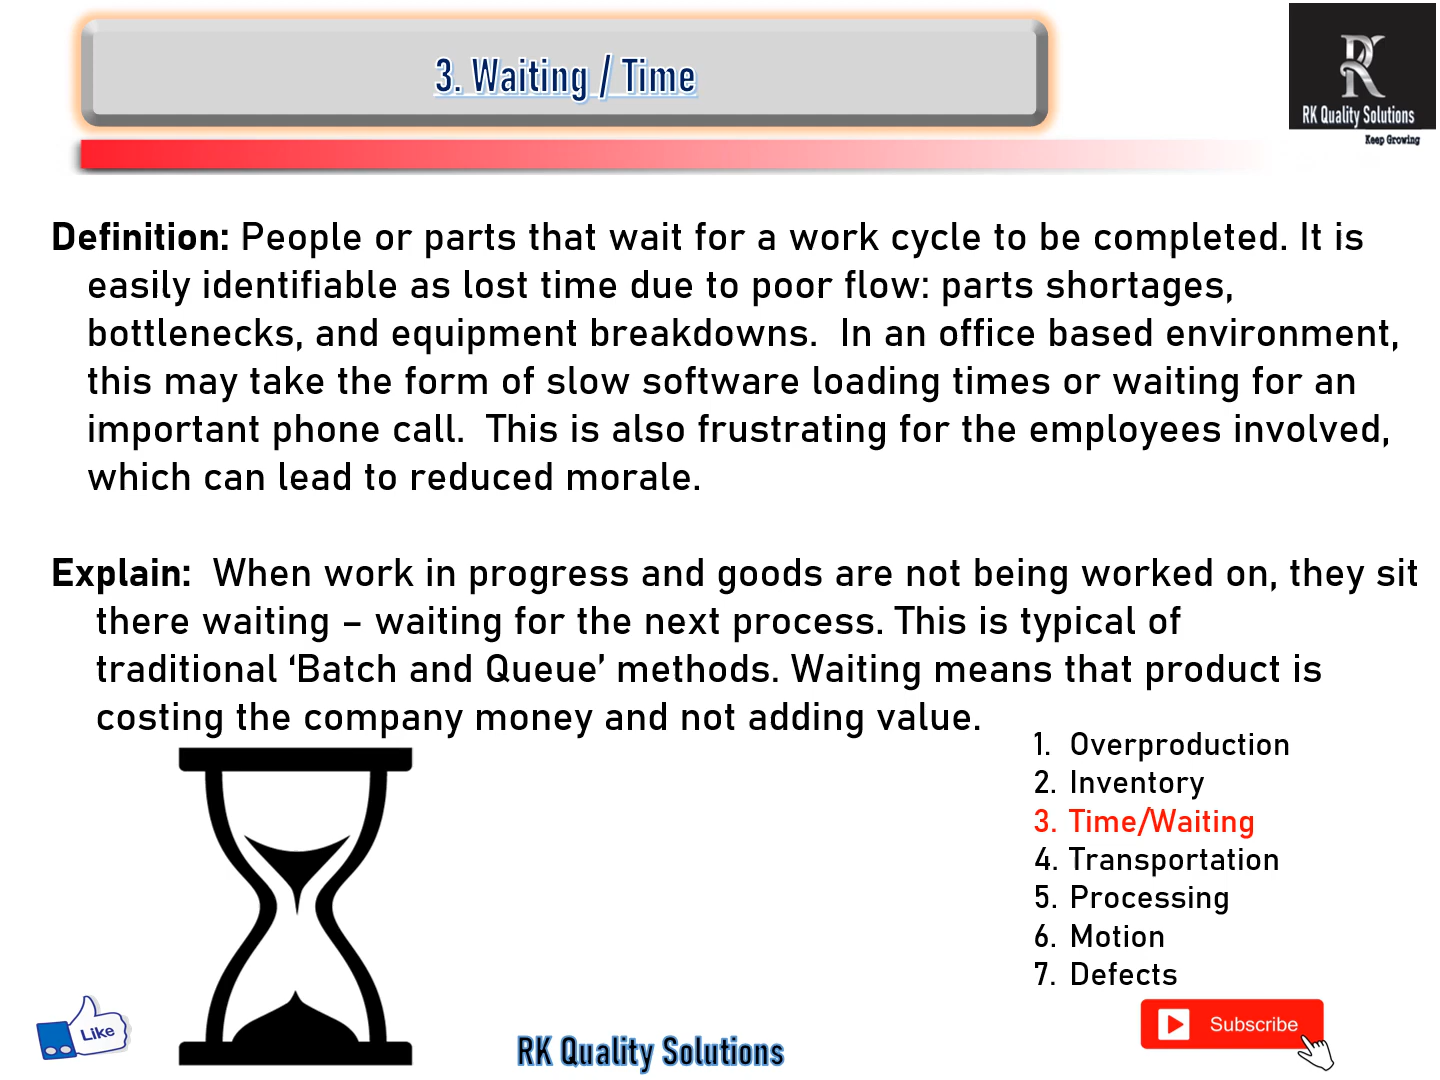 3. Waiting / Time
RK
RK Quality Solutions
Keep Growing
Definition: People or parts that wait for a work cycle to be completed. It is
easily identifiable as lost time due to poor flow: parts shortages,
bottlenecks, and equipment breakdowns.  In an office based environment,
this may take the form of slow software loading times or waiting for an
important phone call.  This is also frustrating for the employees involved,
which can lead to reduced morale.
Explain:  When work in progress and goods are not being worked on, they sit
there waiting – waiting for the next process. This is typical of
traditional ‘Batch and Queue’ methods. Waiting means that product is
costing the company money and not adding value.
1. Overproduction
2. Inventory
3. Time/Waiting
4. Transportation
5. Processing
6. Motion
7. Defects
Like
RK Quality Solutions
Subscribe